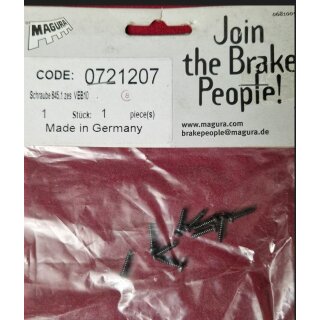 MAGURA
Join
the Brake
People!
www.magura.com
brakepeople@magura.de
CODE: 0721207
Schraube 845.1 zes VEB10
1 Stück: 1 piece(s)
Made in Germany